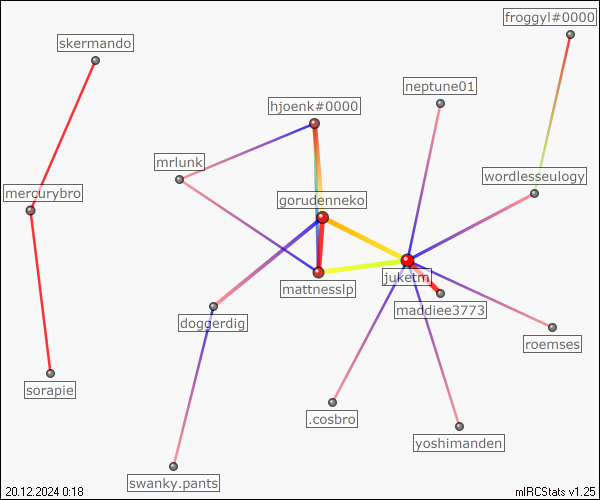 froggyl#0000
skermando
neptune01
hjoenk#0000
mrlunk
wordlesseulogy
mercurybro
gorudenneko
juketm
mattnesslp
maddiee3773
doggerdig
roemses
sorapie
.cosbro
yoshimanden
swanky.pants
20.12.2024 0:18
mIRCStats v1.25